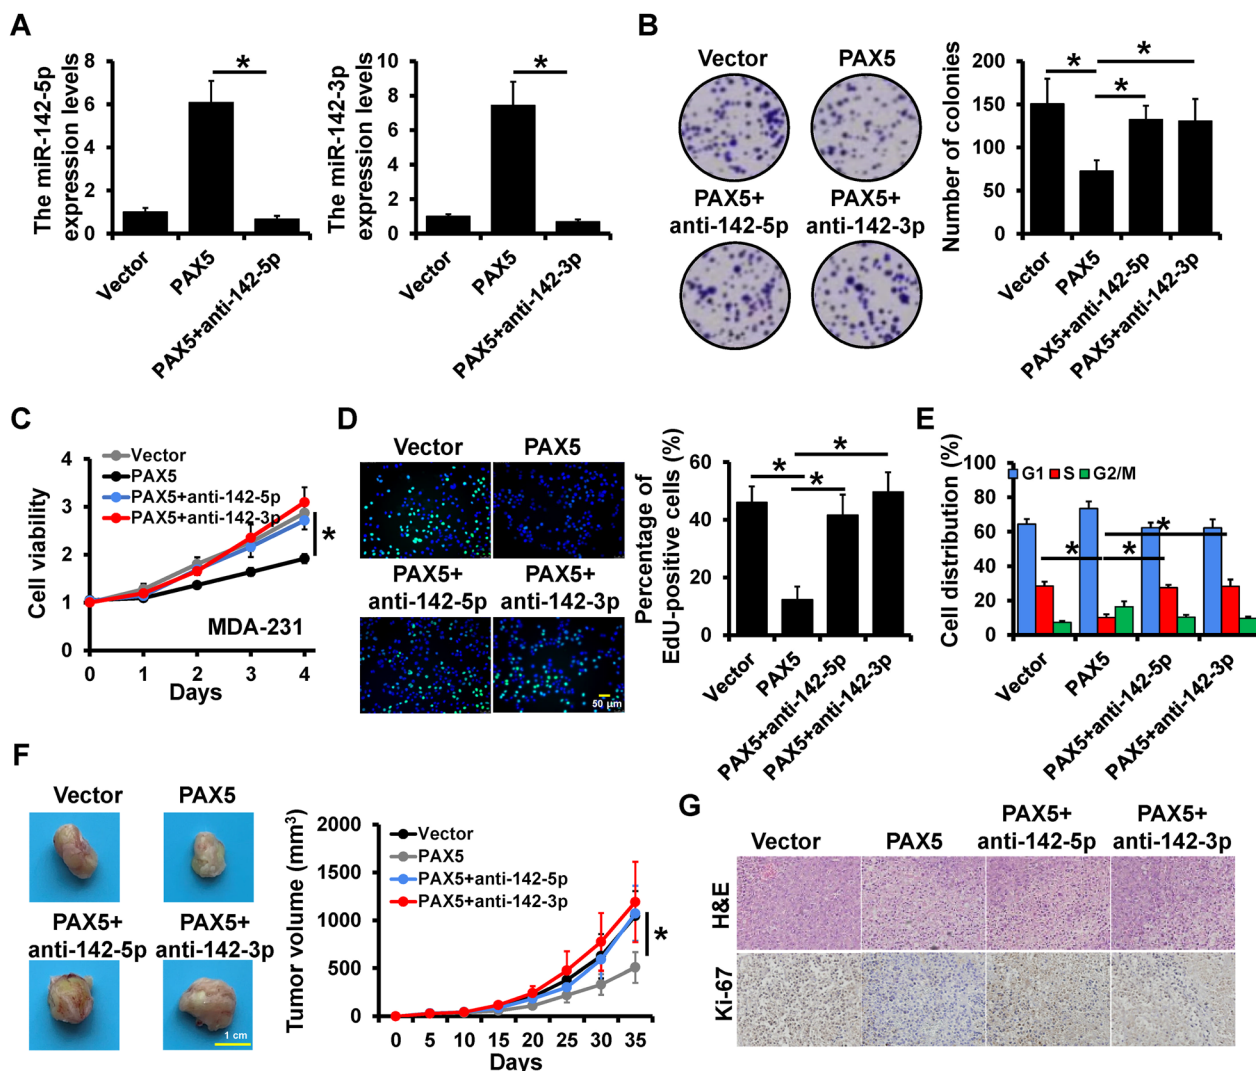 A
The miR-142-5p
expression levels
8
6
4
2
0
*
Vector
PAX5
PAX5+anti-142-5p
The miR-142-3p
expression levels
10
8
6
4
2
0
*
Vector
PAX5
PAX5+anti-142-3p
B
Vector
PAX5
PAX5+
anti-142-5p
PAX5+
anti-142-3p
Number of colonies
200
150
100
50
0
*
*
*
Vector
PAX5
PAX5+anti-142-5p
PAX5+anti-142-3p
C
Cell viability
4
3
2
1
0
Vector
PAX5
PAX5+anti-142-5p
PAX5+anti-142-3p
*
MDA-231
0 1 2 3 4
Days
D
Vector
PAX5
PAX5+
anti-142-5p
PAX5+
anti-142-3p
50 µm
Percentage of
EdU-positive cells (%)
60
40
20
0
*
*
*
Vector
PAX5
PAX5+anti-142-5p
PAX5+anti-142-3p
E
Cell distribution (%)
100
80
60
40
20
0
G1 S G2/M
*
*
*
Vector
PAX5
PAX5+anti-142-5p
PAX5+anti-142-3p
F
Vector
PAX5
PAX5+
anti-142-5p
PAX5+
anti-142-3p
1 cm
Tumor volume (mm³)
2000
1500
1000
500
0
Vector
PAX5
PAX5+anti-142-5p
PAX5+anti-142-3p
*
0 5 10 15 20 25 30 35
Days
G
Vector
PAX5
PAX5+
anti-142-5p
PAX5+
anti-142-3p
H&E
Ki-67